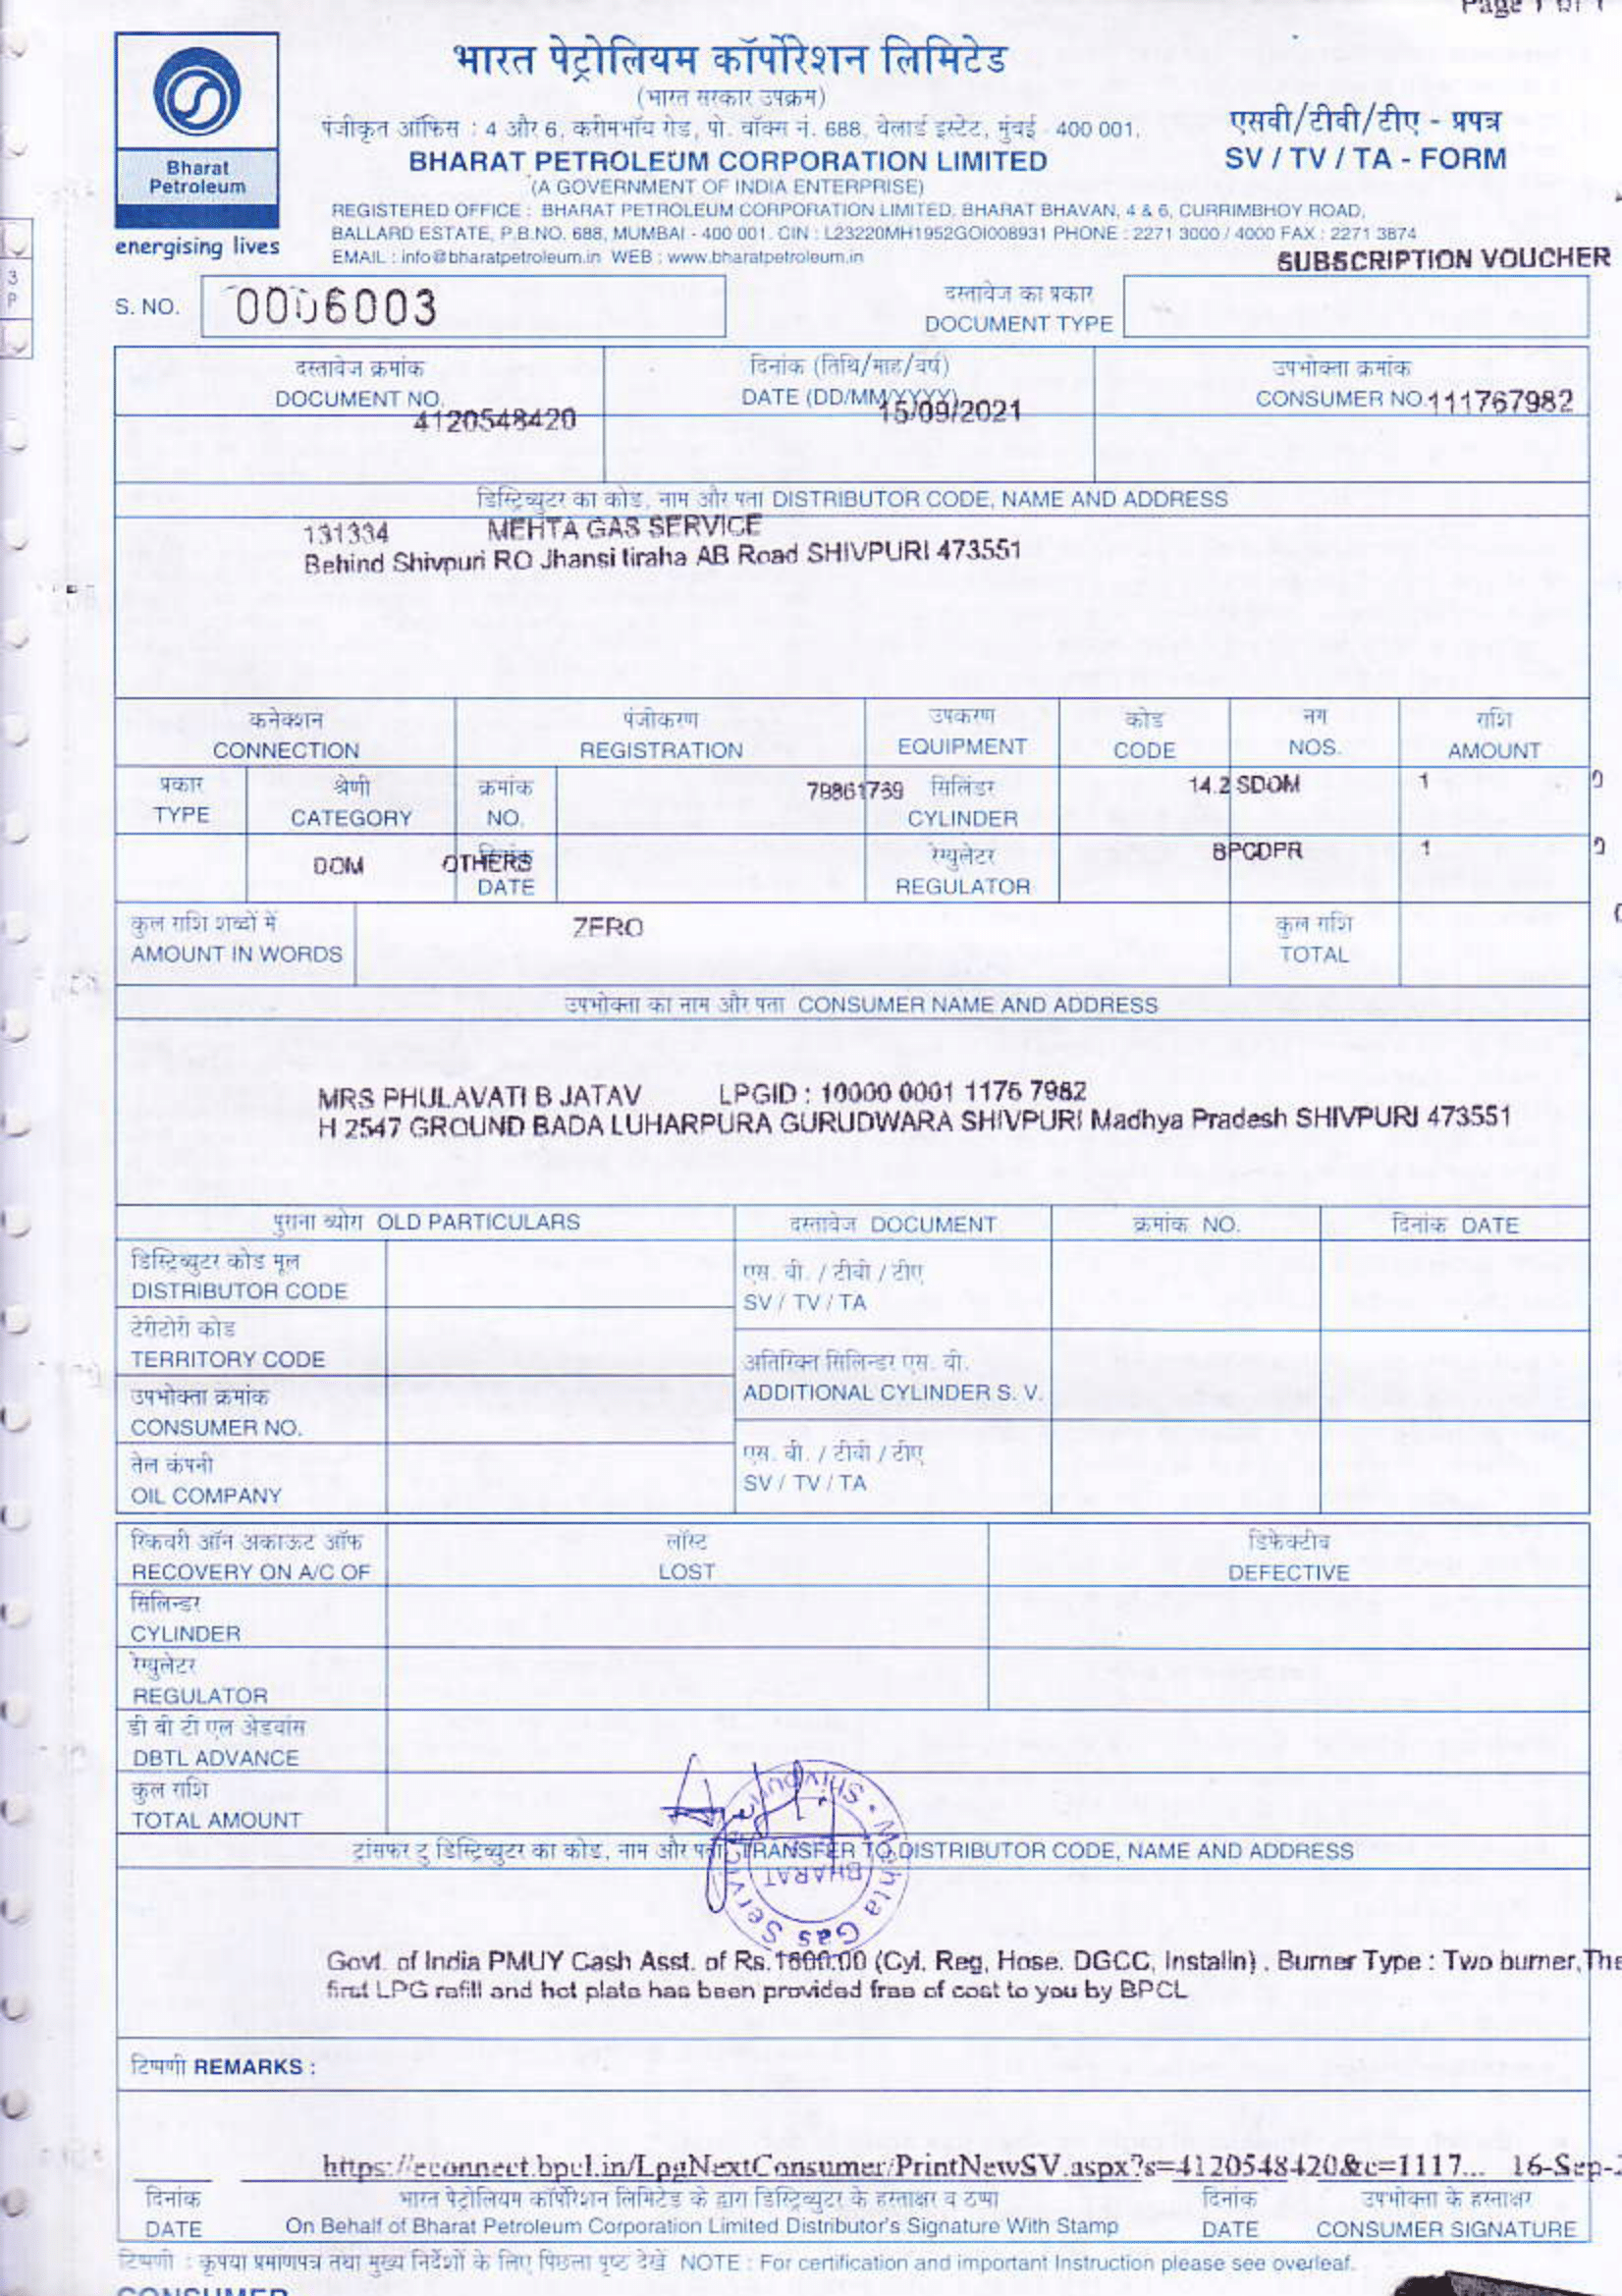 Page 1 of 1
भारत पेट्रोलियम कॉर्पोरेशन लिमिटेड
(भारत सरकार उपक्रम)
पंजीकृत ऑफिस : 4 और 6, करीमभॉय रोड, पो. बॉक्स नं. 688, बेलार्ड इस्टेट, मुंबई - 400 001.
एसवी/टीवी/टीए - प्रपत्र
Bharat
Petroleum
BHARAT PETROLEUM CORPORATION LIMITED
SV / TV / TA - FORM
(A GOVERNMENT OF INDIA ENTERPRISE)
REGISTERED OFFICE : BHARAT PETROLEUM CORPORATION LIMITED, BHARAT BHAVAN, 4 & 6, CURRIMBHOY ROAD,
BALLARD ESTATE, P.B.NO. 688, MUMBAI - 400 001. CIN : L23220MH1952GOI008931 PHONE : 2271 3000 / 4000 FAX : 2271 3874
energising lives
EMAIL : info@bharatpetroleum.in WEB : www.bharatpetroleum.in
SUBSCRIPTION VOUCHER
S. NO. 0006003
दस्तावेज का प्रकार
DOCUMENT TYPE
दस्तावेज क्रमांक दिनांक (तिथि/माह/वर्ष) उपभोक्ता क्रमांक
DOCUMENT NO. DATE (DD/MM/YYYY) CONSUMER NO. 111767982
4120548420 15/09/2021
डिस्ट्रिब्युटर का कोड, नाम और पता DISTRIBUTOR CODE, NAME AND ADDRESS
131334 MEHTA GAS SERVICE
Behind Shivpuri RO Jhansi tiraha AB Road SHIVPURI 473551
कनेक्शन पंजीकरण उपकरण कोड नग राशि
CONNECTION REGISTRATION EQUIPMENT CODE NOS. AMOUNT
प्रकार श्रेणी क्रमांक 78861739 सिलिंडर 14.2 SDOM 1 0
TYPE CATEGORY NO. CYLINDER
DOM OTHERS दिनांक रेग्युलेटर BPCDPR 1 0
DATE REGULATOR
कुल राशि शब्दों में ZERO कुल राशि 0
AMOUNT IN WORDS TOTAL
उपभोक्ता का नाम और पता CONSUMER NAME AND ADDRESS
MRS PHULAVATI B JATAV LPGID : 10000 0001 1176 7982
H 2547 GROUND BADA LUHARPURA GURUDWARA SHIVPURI Madhya Pradesh SHIVPURI 473551
पुराना ब्योरा OLD PARTICULARS दस्तावेज DOCUMENT क्रमांक NO. दिनांक DATE
डिस्ट्रिब्युटर कोड मूल
DISTRIBUTOR CODE
एस. वी. / टीवी / टीए
SV / TV / TA
टेरीटोरी कोड
TERRITORY CODE
अतिरिक्त सिलिन्डर एस. वी.
ADDITIONAL CYLINDER S. V.
उपभोक्ता क्रमांक
CONSUMER NO.
एस. वी. / टीवी / टीए
SV / TV / TA
तेल कंपनी
OIL COMPANY
रिकवरी ऑन अकाऊंट ऑफ लॉस्ट डिफेक्टीव
RECOVERY ON A/C OF LOST DEFECTIVE
सिलिन्डर
CYLINDER
रेग्युलेटर
REGULATOR
डी बी टी एल अॅडवांस
DBTL ADVANCE
कुल राशि
TOTAL AMOUNT
Mehta Gas Service Shivpuri
BHARAT
ट्रांसफर टु डिस्ट्रिब्युटर का कोड, नाम और पता TRANSFER TO DISTRIBUTOR CODE, NAME AND ADDRESS
Govt. of India PMUY Cash Asst. of Rs.1600.00 (Cyl. Reg, Hose. DGCC, Installn) . Burner Type : Two burner,The
first LPG refill and hot plate has been provided free of cost to you by BPCL
टिप्पणी REMARKS :
https://econnect.bpcl.in/LpgNextConsumer/PrintNewSV.aspx?s=4120548420&c=1117... 16-Sep-
दिनांक भारत पेट्रोलियम कॉर्पोरेशन लिमिटेड के द्वारा डिस्ट्रिब्युटर के हस्ताक्षर व ठप्पा दिनांक उपभोक्ता के हस्ताक्षर
DATE On Behalf of Bharat Petroleum Corporation Limited Distributor's Signature With Stamp DATE CONSUMER SIGNATURE
टिप्पणी : कृपया प्रमाणपत्र तथा मुख्य निर्देशों के लिए पिछला पृष्ठ देखें NOTE : For certification and important Instruction please see overleaf.
CONSUMER